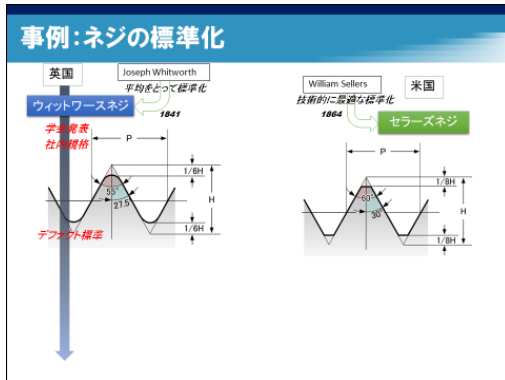 事例：ネジの標準化
英国
Joseph Whitworth
平均をとって標準化
ウィットワースネジ
1841
学会発表
社内規格
P
1/6H
H
55°
27.5°
1/6H
デファクト標準
William Sellers
米国
技術的に最適な標準化
1864
セラーズネジ
P
1/8H
H
60°
30°
1/8H